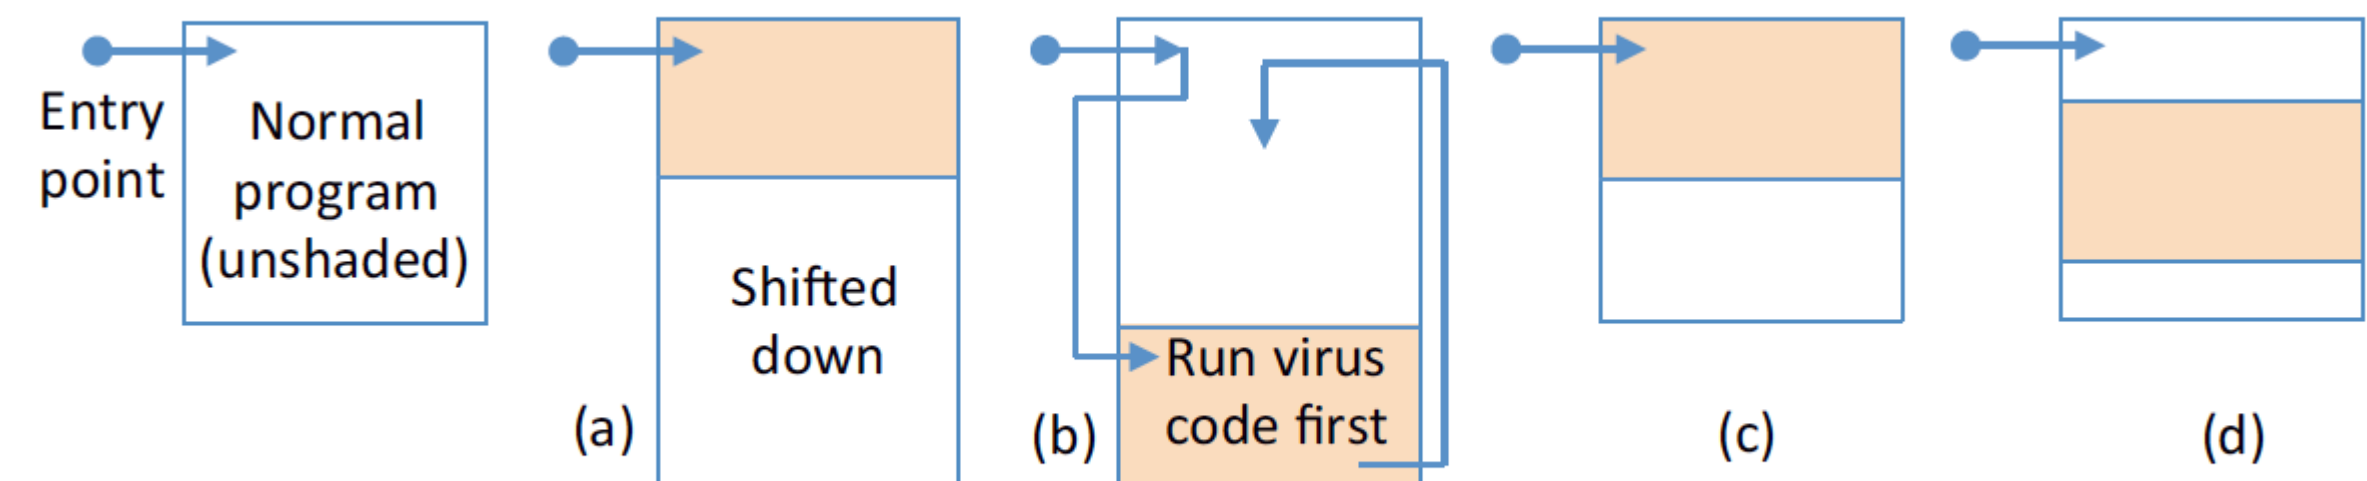 Entry
point
Normal
program
(unshaded)
Shifted
down
(a)
Run virus
code first
(b)
(c)
(d)